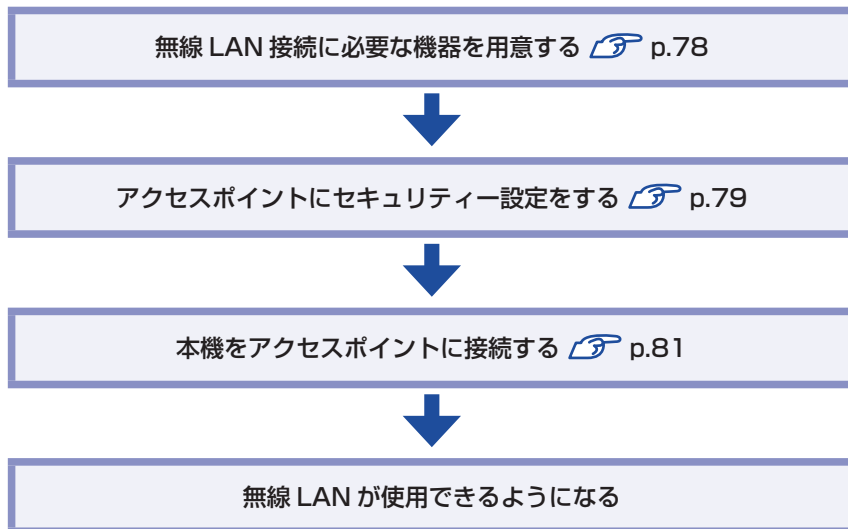 無線 LAN 接続に必要な機器を用意する p.78
アクセスポイントにセキュリティー設定をする p.79
本機をアクセスポイントに接続する p.81
無線 LAN が使用できるようになる